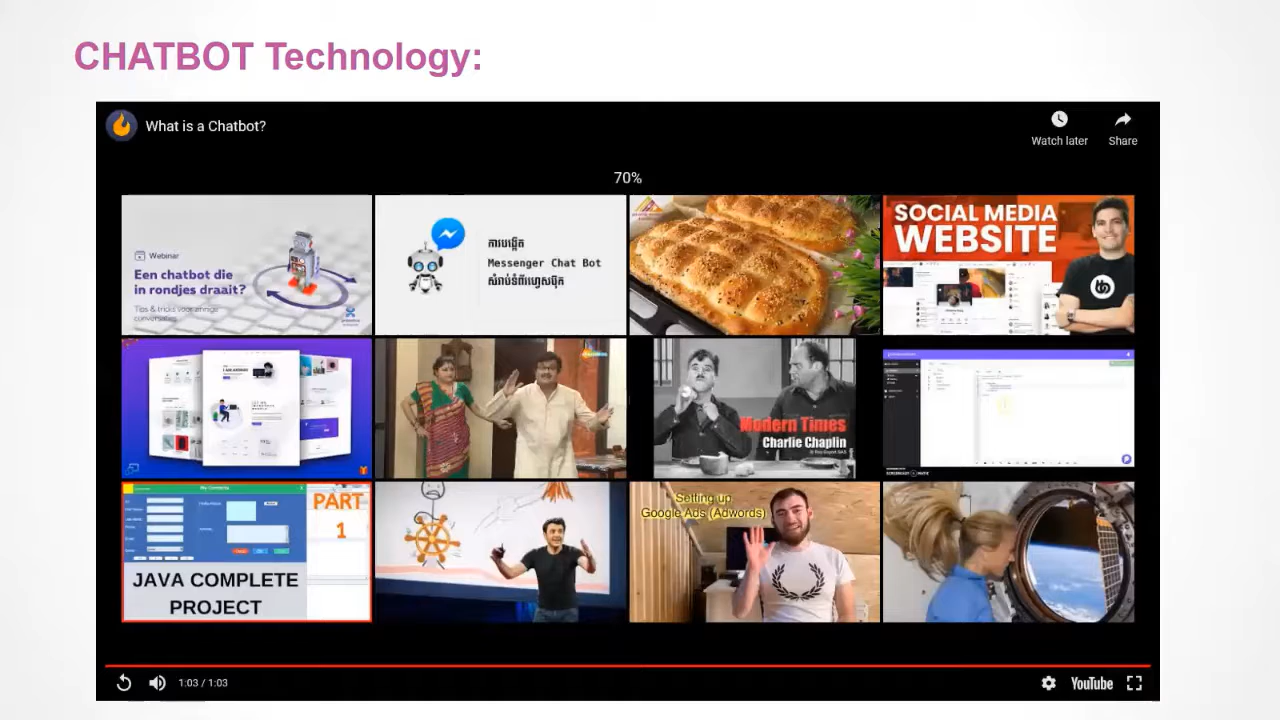 CHATBOT Technology:
What is a Chatbot?
Watch later
Share
70%
Webinar
Een chatbot die
in rondjes draait?
Tips & tricks voor zinnige
conversaties
ការបង្កើត
Messenger Chat Bot
សំរាប់ទំព័រហ្វេសប៊ុក
SOCIAL MEDIA
WEBSITE
Modern Times
Charlie Chaplin
PART
1
JAVA COMPLETE
PROJECT
Setting up
Google Ads (Adwords)
1:03 / 1:03
YouTube